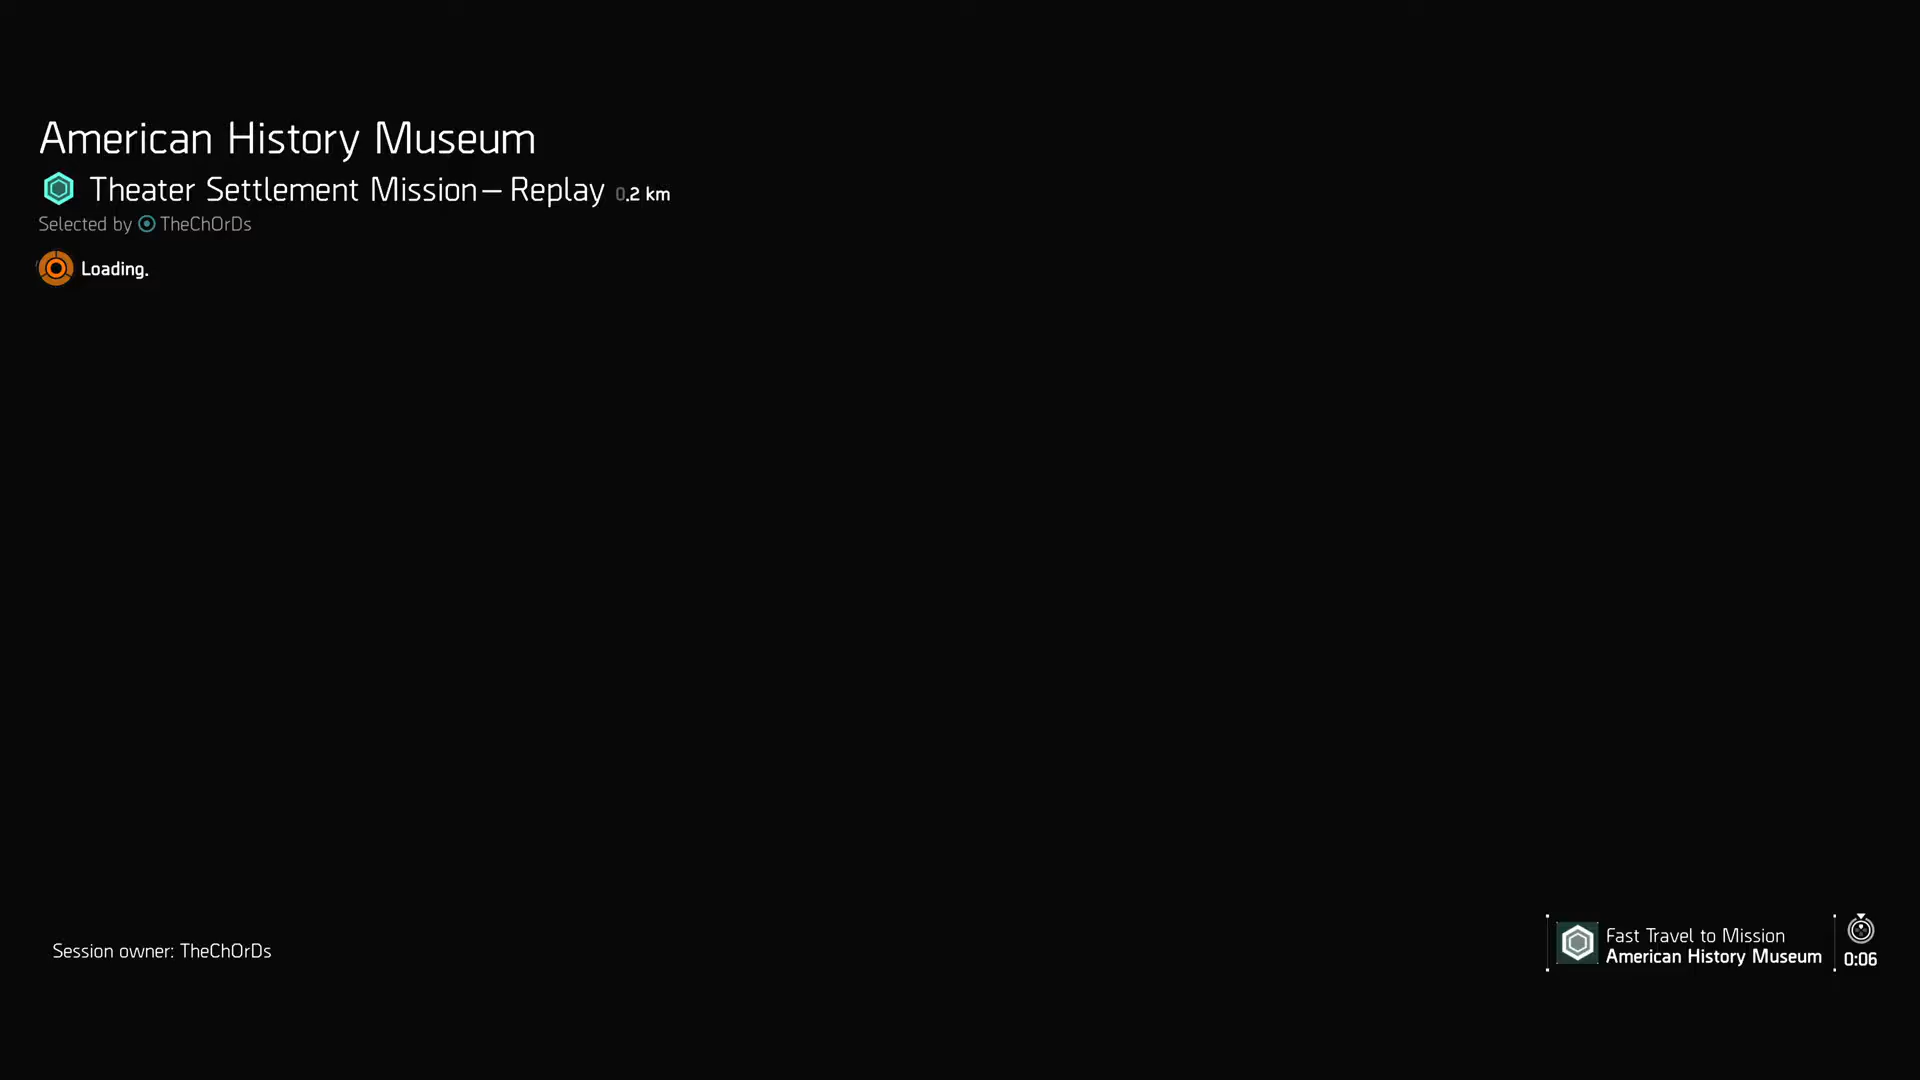 American History Museum
Theater Settlement Mission — Replay 0.2 km
Selected by TheChOrDs
Loading.
Session owner: TheChOrDs
Fast Travel to Mission
American History Museum
0:06